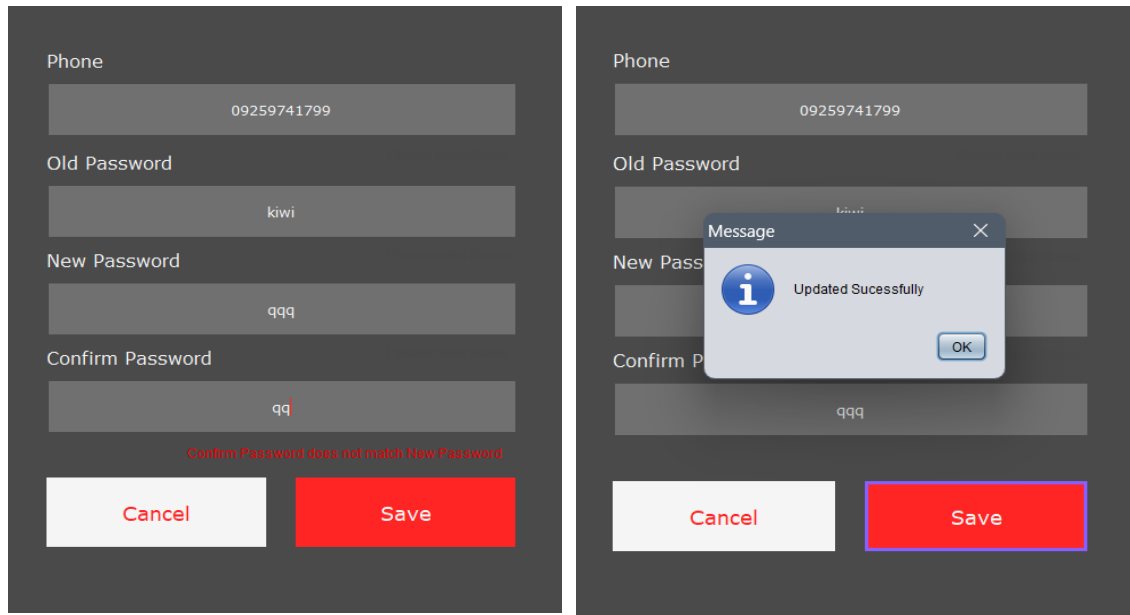 Phone
09259741799
Old Password
kiwi
New Password
qqq
Confirm Password
qq
Confirm Password does not match New Password
Cancel
Save
Phone
09259741799
Old Password
kiwi
Message
New Pass
Updated Sucessfully
OK
Confirm P
qqq
Cancel
Save